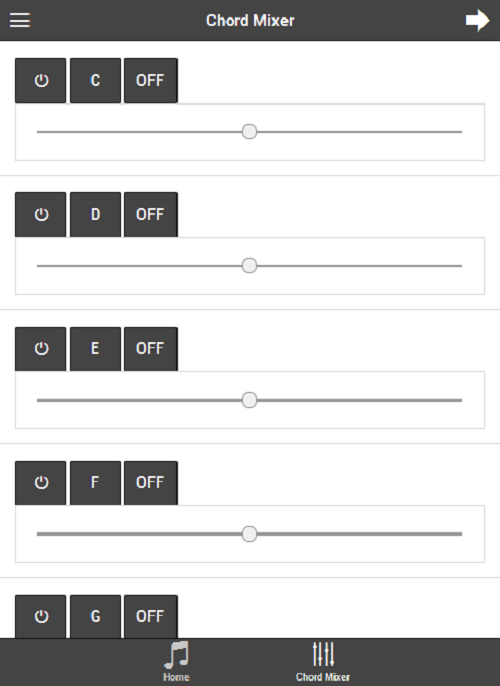 Chord Mixer
C OFF
D OFF
E OFF
F OFF
G OFF
Home Chord Mixer